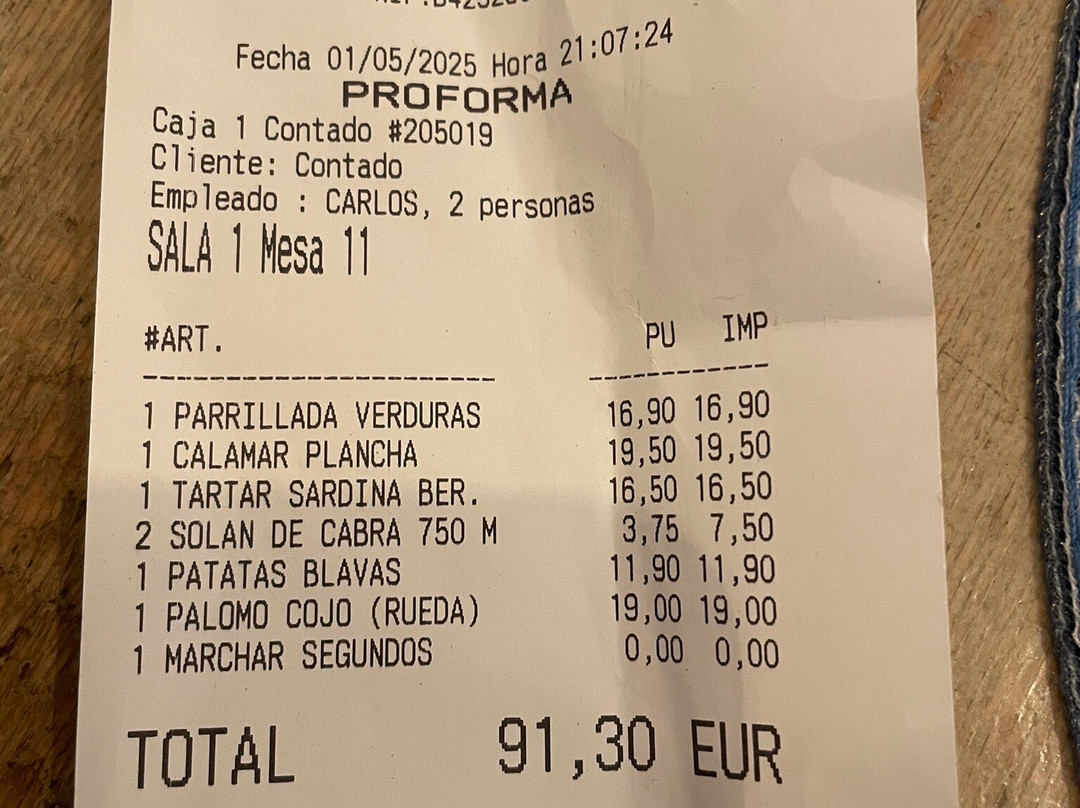 Fecha 01/05/2025 Hora 21:07:24
PROFORMA
Caja 1 Contado #205019
Cliente: Contado
Empleado : CARLOS, 2 personas
SALA 1 Mesa 11
#ART. PU IMP
1 PARRILLADA VERDURAS 16,90 16,90
1 CALAMAR PLANCHA 19,50 19,50
1 TARTAR SARDINA BER. 16,50 16,50
2 SOLAN DE CABRA 750 M 3,75 7,50
1 PATATAS BLAVAS 11,90 11,90
1 PALOMO COJO (RUEDA) 19,00 19,00
1 MARCHAR SEGUNDOS 0,00 0,00
TOTAL 91,30 EUR